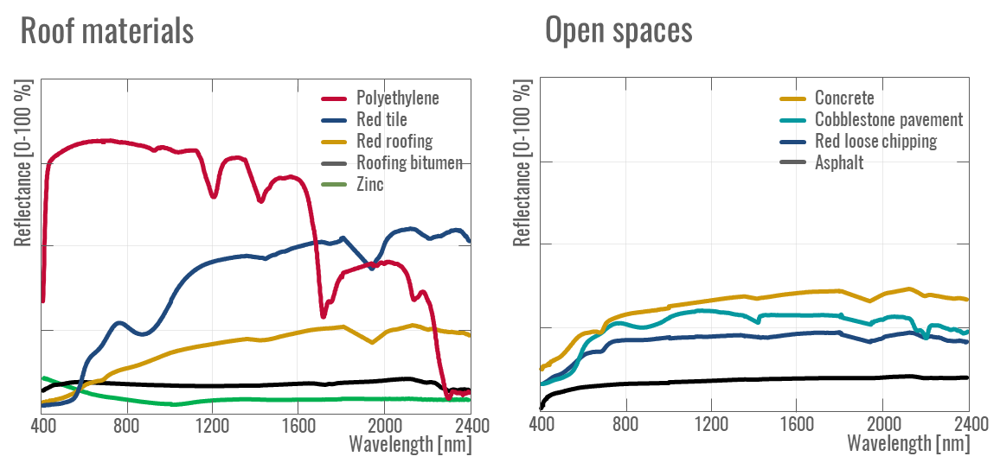 Roof materials
Reflectance [0-100 %]
Polyethylene
Red tile
Red roofing
Roofing bitumen
Zinc
400 800 1200 1600 2000 2400
Wavelength [nm]
Open spaces
Reflectance [0-100 %]
Concrete
Cobblestone pavement
Red loose chipping
Asphalt
400 800 1200 1600 2000 2400
Wavelength [nm]